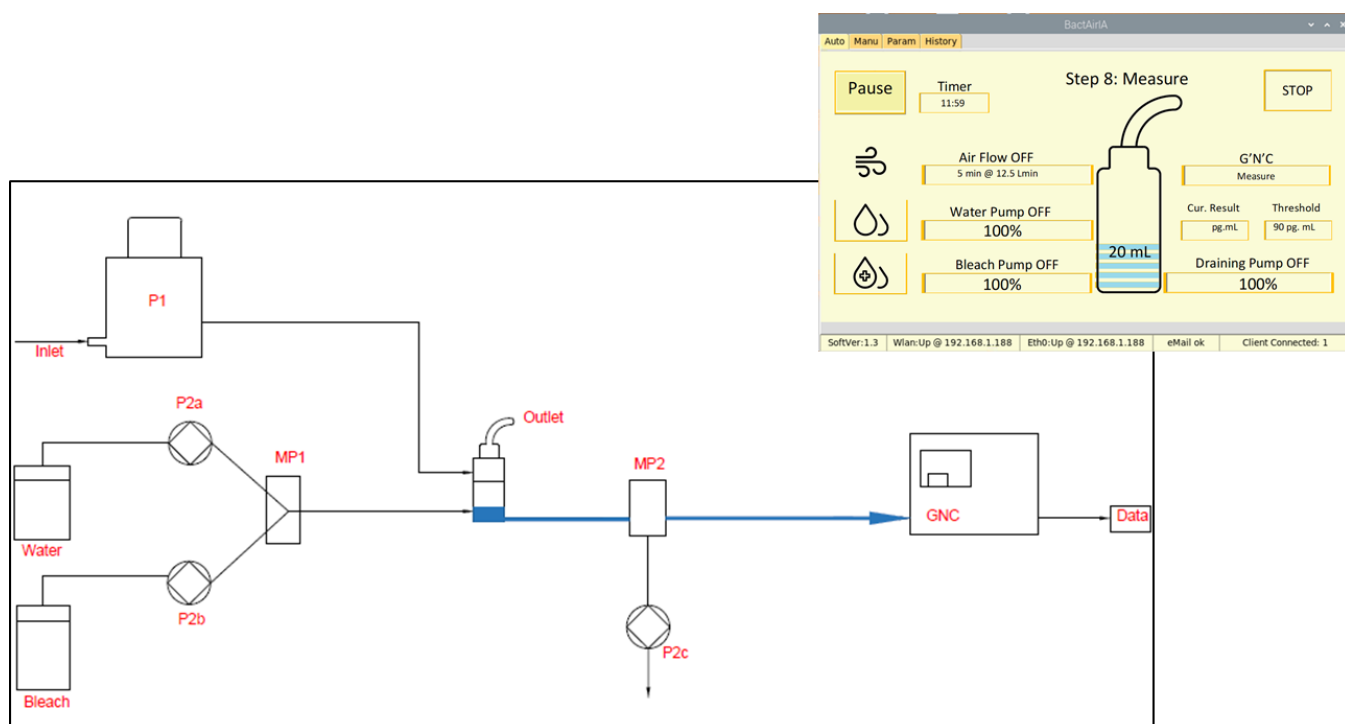 BactAirIA
Auto Manu Param History
Pause
Timer
11:59
Step 8: Measure
STOP
Air Flow OFF
5 min @ 12.5 Lmin
G'N'C
Measure
Water Pump OFF
100%
Cur. Result Threshold
pg.mL 90 pg. mL
20 mL
Bleach Pump OFF
100%
Draining Pump OFF
100%
SoftVer:1.3 Wlan:Up @ 192.168.1.188 Eth0:Up @ 192.168.1.188 eMail ok Client Connected: 1
P1
Inlet
P2a
Outlet
MP1
MP2
Water
GNC
Data
P2b
P2c
Bleach